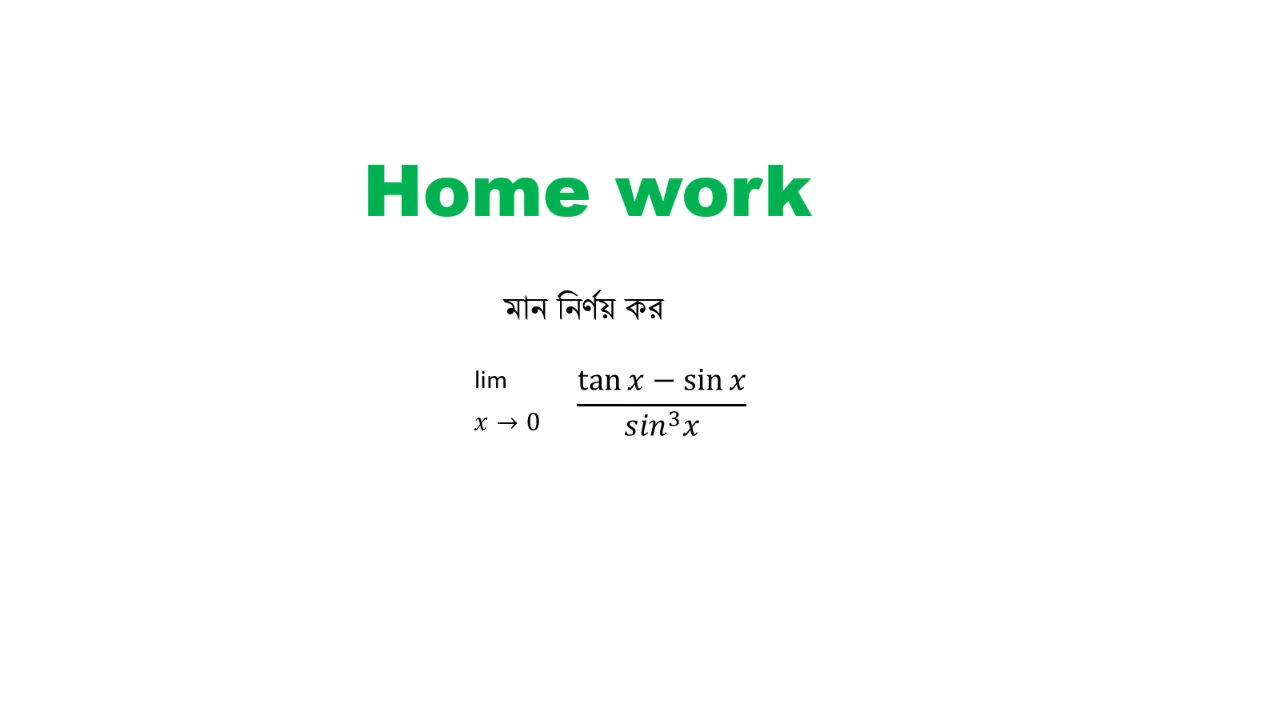 Home work
মান নির্ণয় কর
lim x → 0 (tan x − sin x) / (sin³x)